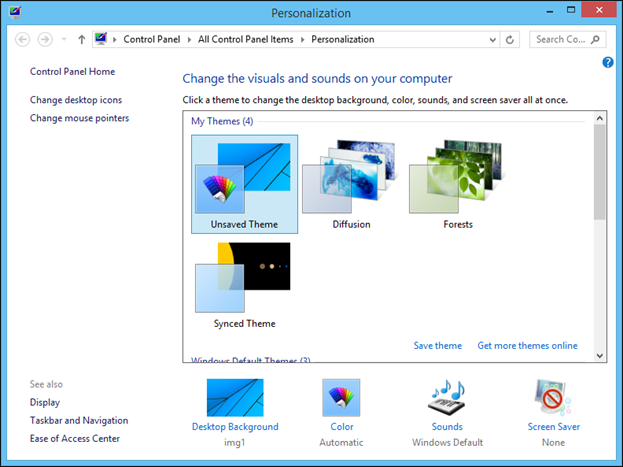 Personalization
Control Panel
All Control Panel Items
Personalization
Search Co...
Control Panel Home
Change desktop icons
Change mouse pointers
Change the visuals and sounds on your computer
Click a theme to change the desktop background, color, sounds, and screen saver all at once.
My Themes (4)
Unsaved Theme
Diffusion
Forests
Synced Theme
Save theme
Get more themes online
Windows Default Themes (3)
See also
Display
Taskbar and Navigation
Ease of Access Center
Desktop Background
img1
Color
Automatic
Sounds
Windows Default
Screen Saver
None